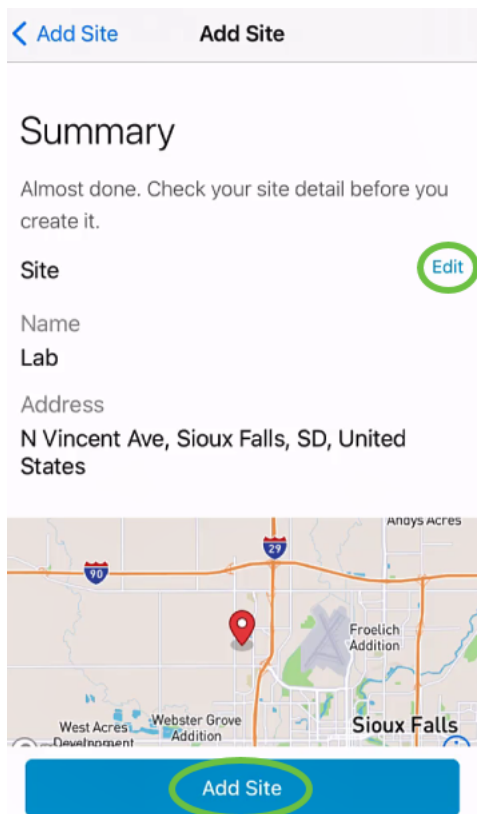 Add Site
Add Site
Summary
Almost done. Check your site detail before you
create it.
Site
Edit
Name
Lab
Address
N Vincent Ave, Sioux Falls, SD, United
States
Andys Acres
29
90
Froelich
Addition
West Acres
Development
Webster Grove
Addition
Sioux Falls
Add Site